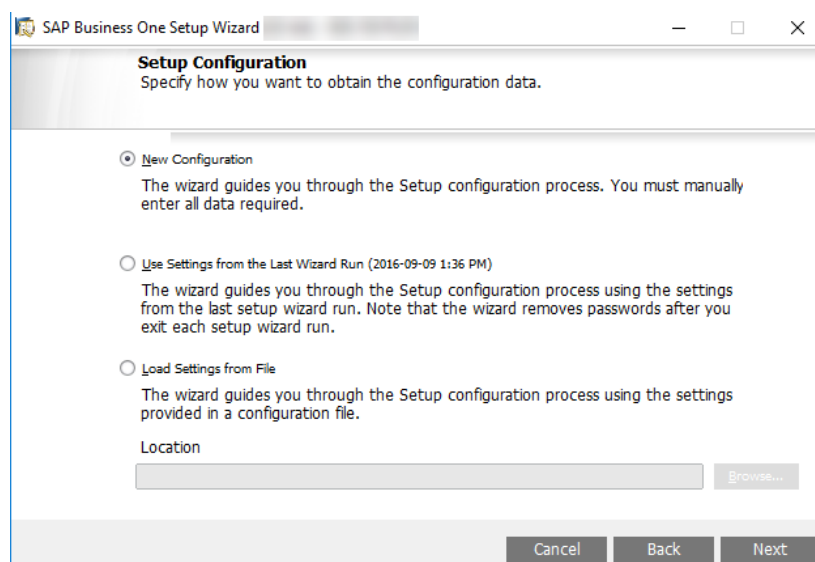 SAP Business One Setup Wizard
Setup Configuration
Specify how you want to obtain the configuration data.
New Configuration
The wizard guides you through the Setup configuration process. You must manually
enter all data required.
Use Settings from the Last Wizard Run (2016-09-09 1:36 PM)
The wizard guides you through the Setup configuration process using the settings
from the last setup wizard run. Note that the wizard removes passwords after you
exit each setup wizard run.
Load Settings from File
The wizard guides you through the Setup configuration process using the settings
provided in a configuration file.
Location
Browse...
Cancel Back Next